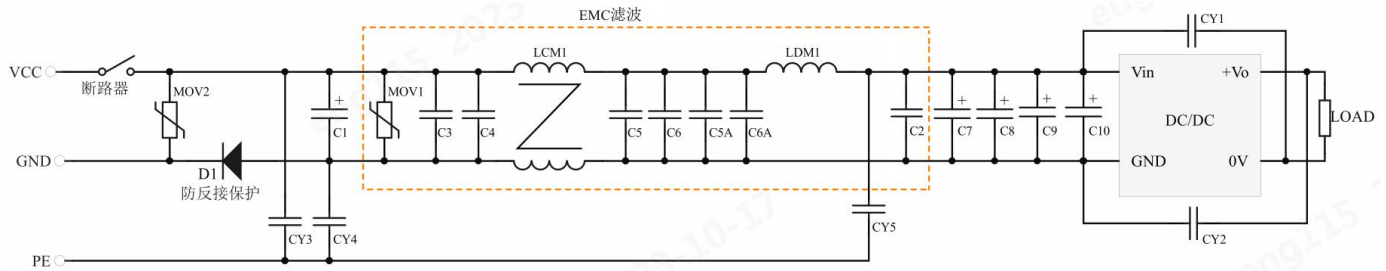 EMC滤波
CY1
LCM1
LDM1
VCC
断路器
MOV2
C1
+
MOV1
C3
C4
C5
C6
C5A
C6A
C2
+
C7
+
C8
+
C9
+
C10
Vin
+Vo
DC/DC
LOAD
GND
D1
防反接保护
GND
0V
CY3
CY4
CY5
CY2
PE